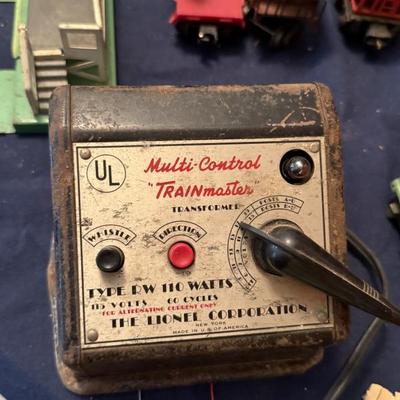 UL
Multi-Control
"TRAINmaster"
TRANSFORMER
POSTS A-U
WHISTLE
DIRECTION
TYPE RW 110 WATTS
115 VOLTS 60 CYCLES
FOR ALTERNATING CURRENT ONLY
THE LIONEL CORPORATION
NEW YORK
MADE IN U.S. OF AMERICA